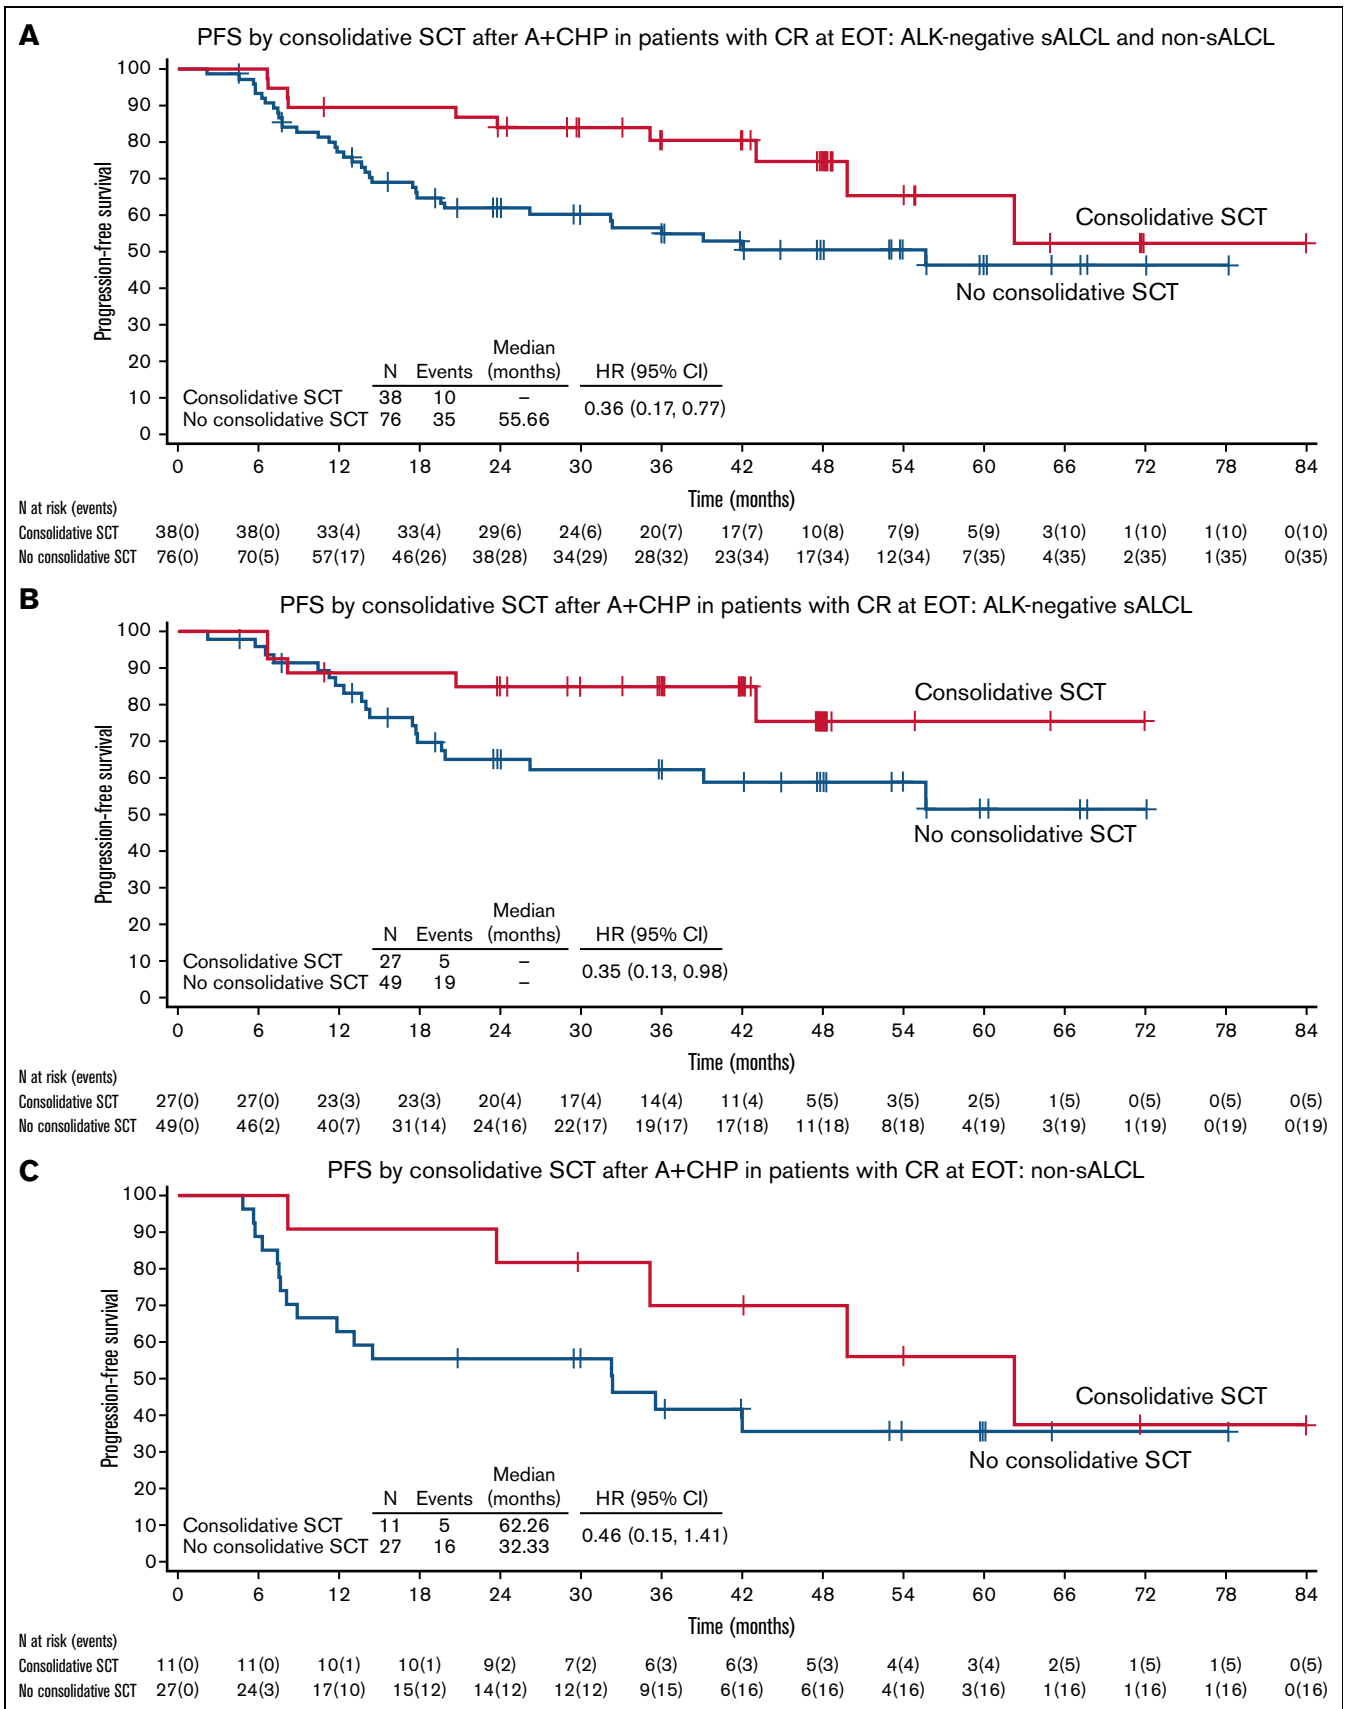 A
PFS by consolidative SCT after A+CHP in patients with CR at EOT: ALK-negative sALCL and non-sALCL
Progression-free survival
100
90
80
70
60
50
40
30
20
10
0
Consolidative SCT
No consolidative SCT
Median
N Events (months) HR (95% CI)
Consolidative SCT 38 10 –
0.36 (0.17, 0.77)
No consolidative SCT 76 35 55.66
0 6 12 18 24 30 36 42 48 54 60 66 72 78 84
Time (months)
N at risk (events)
Consolidative SCT 38(0) 38(0) 33(4) 33(4) 29(6) 24(6) 20(7) 17(7) 10(8) 7(9) 5(9) 3(10) 1(10) 1(10) 0(10)
No consolidative SCT 76(0) 70(5) 57(17) 46(26) 38(28) 34(29) 28(32) 23(34) 17(34) 12(34) 7(35) 4(35) 2(35) 1(35) 0(35)
B
PFS by consolidative SCT after A+CHP in patients with CR at EOT: ALK-negative sALCL
Progression-free survival
100
90
80
70
60
50
40
30
20
10
0
Consolidative SCT
No consolidative SCT
Median
N Events (months) HR (95% CI)
Consolidative SCT 27 5 –
0.35 (0.13, 0.98)
No consolidative SCT 49 19 –
0 6 12 18 24 30 36 42 48 54 60 66 72 78 84
Time (months)
N at risk (events)
Consolidative SCT 27(0) 27(0) 23(3) 23(3) 20(4) 17(4) 14(4) 11(4) 5(5) 3(5) 2(5) 1(5) 0(5) 0(5) 0(5)
No consolidative SCT 49(0) 46(2) 40(7) 31(14) 24(16) 22(17) 19(17) 17(18) 11(18) 8(18) 4(19) 3(19) 1(19) 0(19) 0(19)
C
PFS by consolidative SCT after A+CHP in patients with CR at EOT: non-sALCL
Progression-free survival
100
90
80
70
60
50
40
30
20
10
0
Consolidative SCT
No consolidative SCT
Median
N Events (months) HR (95% CI)
Consolidative SCT 11 5 62.26
0.46 (0.15, 1.41)
No consolidative SCT 27 16 32.33
0 6 12 18 24 30 36 42 48 54 60 66 72 78 84
Time (months)
N at risk (events)
Consolidative SCT 11(0) 11(0) 10(1) 10(1) 9(2) 7(2) 6(3) 6(3) 5(3) 4(4) 3(4) 2(5) 1(5) 1(5) 0(5)
No consolidative SCT 27(0) 24(3) 17(10) 15(12) 14(12) 12(12) 9(15) 6(16) 6(16) 4(16) 3(16) 1(16) 1(16) 1(16) 0(16)